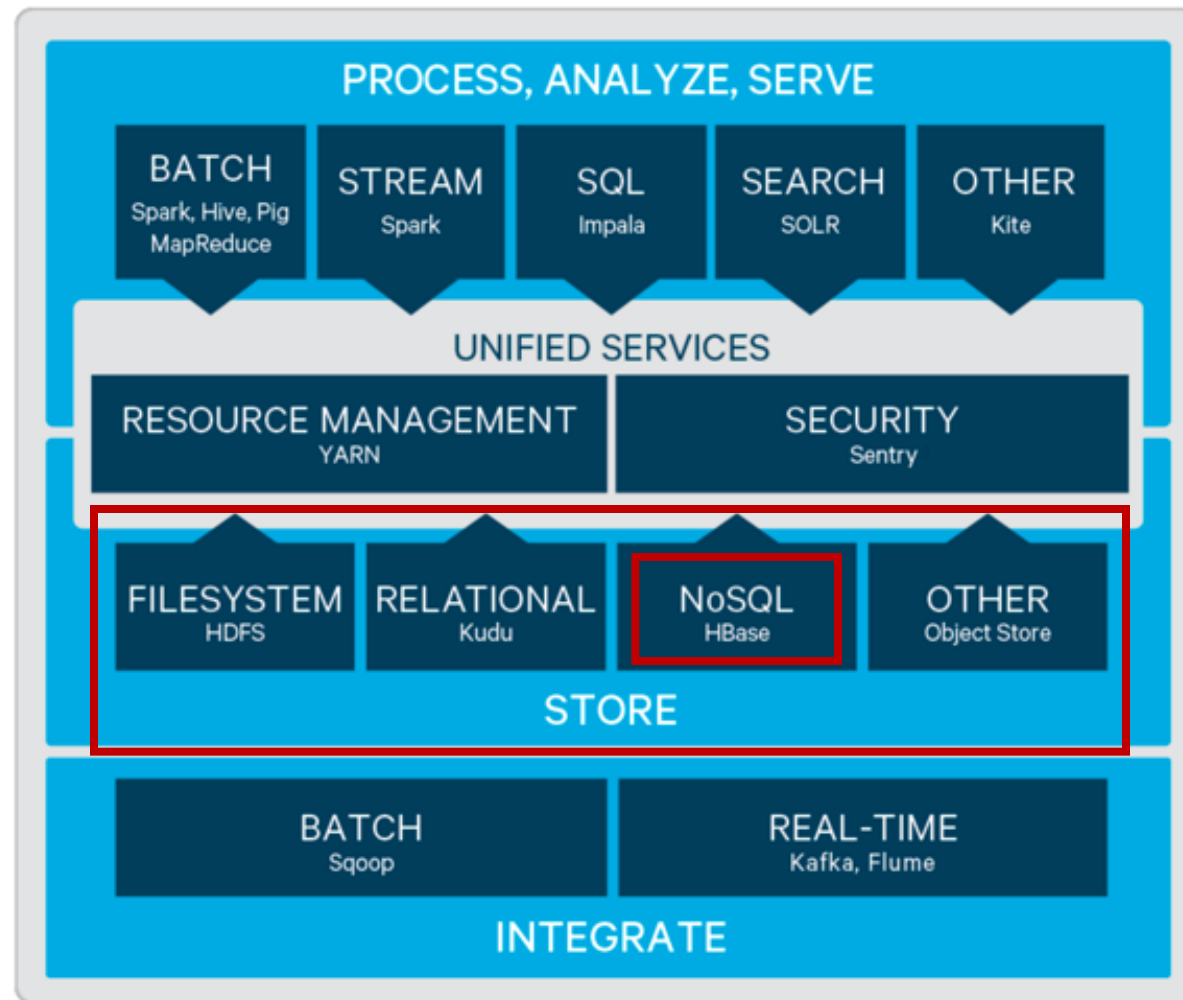 PROCESS, ANALYZE, SERVE
BATCH
Spark, Hive, Pig
MapReduce
STREAM
Spark
SQL
Impala
SEARCH
SOLR
OTHER
Kite
UNIFIED SERVICES
RESOURCE MANAGEMENT
YARN
SECURITY
Sentry
FILESYSTEM
HDFS
RELATIONAL
Kudu
NoSQL
HBase
OTHER
Object Store
STORE
BATCH
Sqoop
REAL-TIME
Kafka, Flume
INTEGRATE